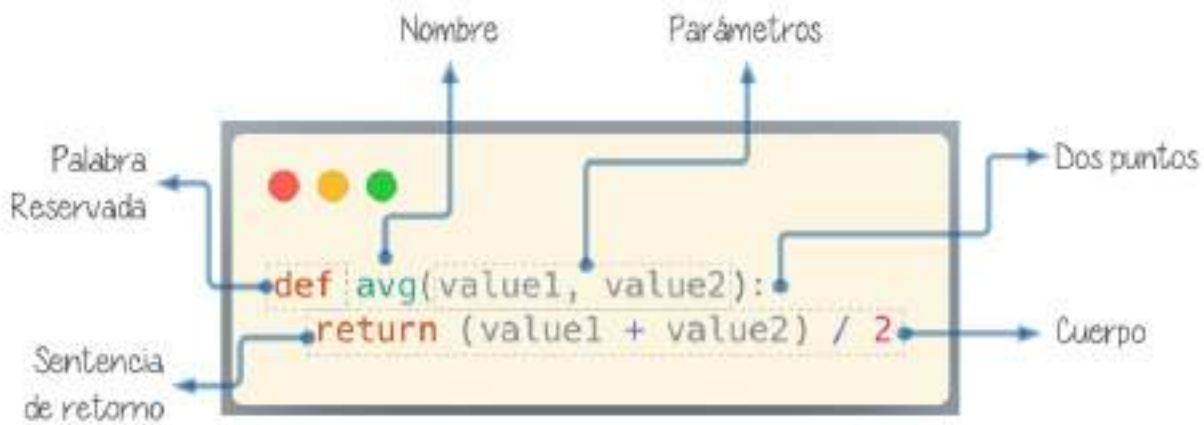 Nombre
Parámetros
Palabra
Reservada
Dos puntos
def avg(value1, value2):
return (value1 + value2) / 2
Cuerpo
Sentencia
de retorno